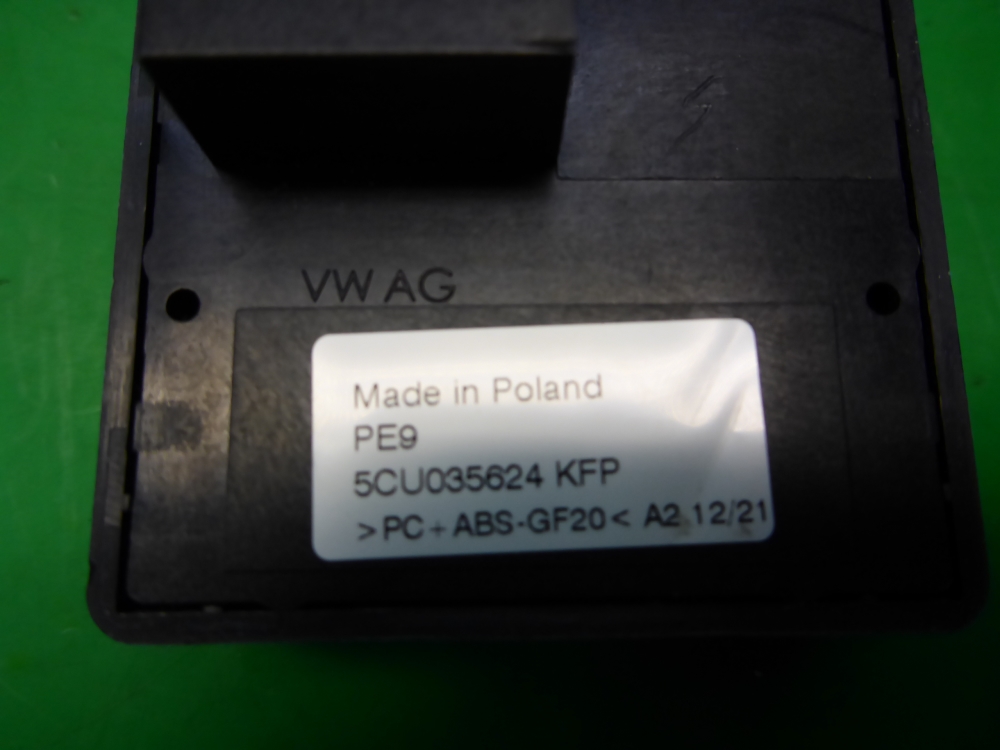 VW AG
Made in Poland
PE9
5CU035624 KFP
>PC+ABS-GF20< A2 12/21